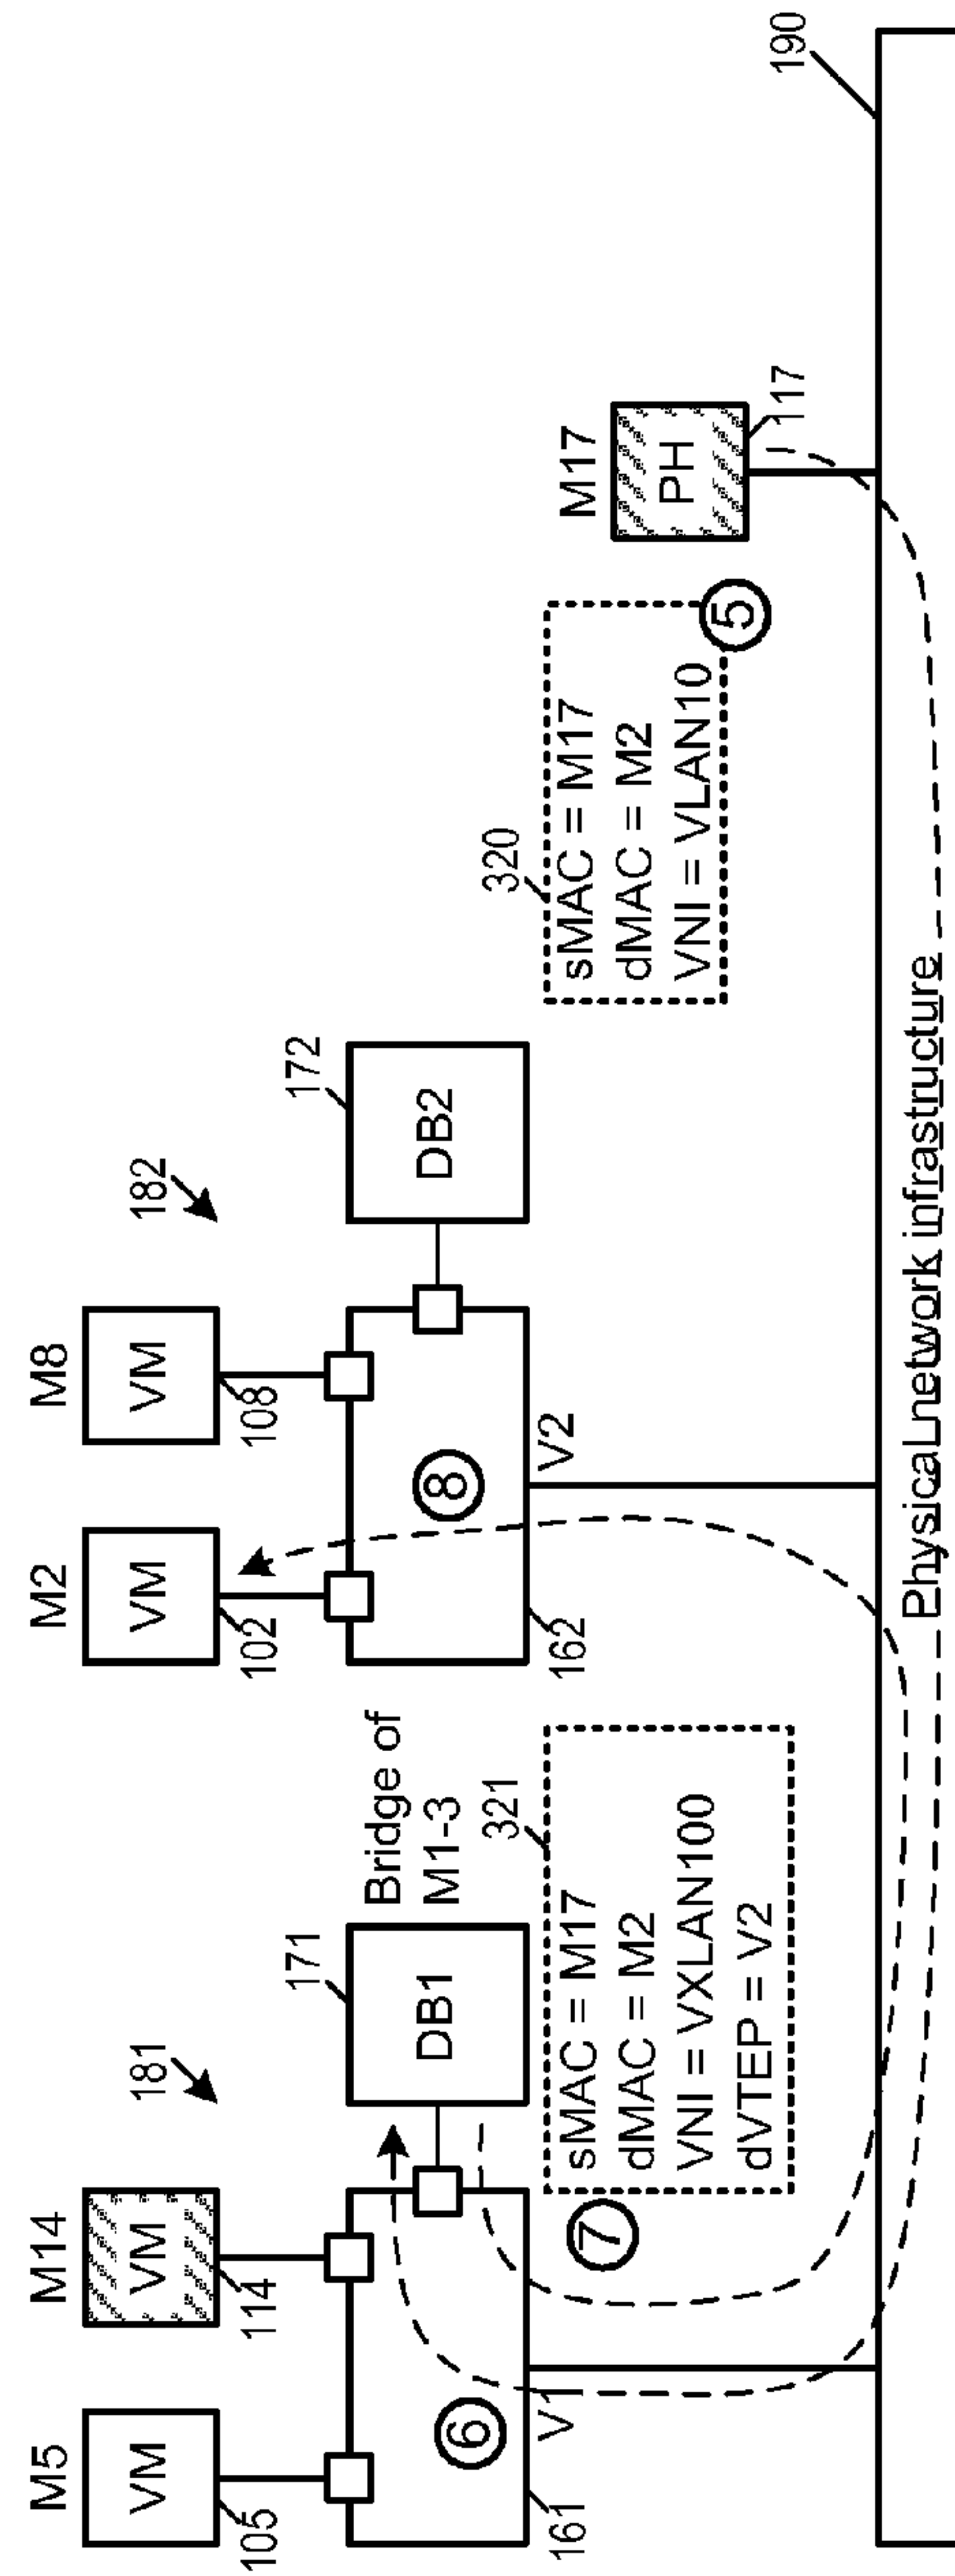 M5
M14
M2
M8
VM
VM
VM
VM
105
114
102
108
181
182
171
172
DB1
DB2
Bridge of
M1-3
6
8
161
V1
162
V2
7
321
sMAC = M17
dMAC = M2
VNI = VXLAN100
dVTEP = V2
320
sMAC = M17
dMAC = M2
VNI = VLAN10
5
M17
PH
117
190
Physical network infrastructure